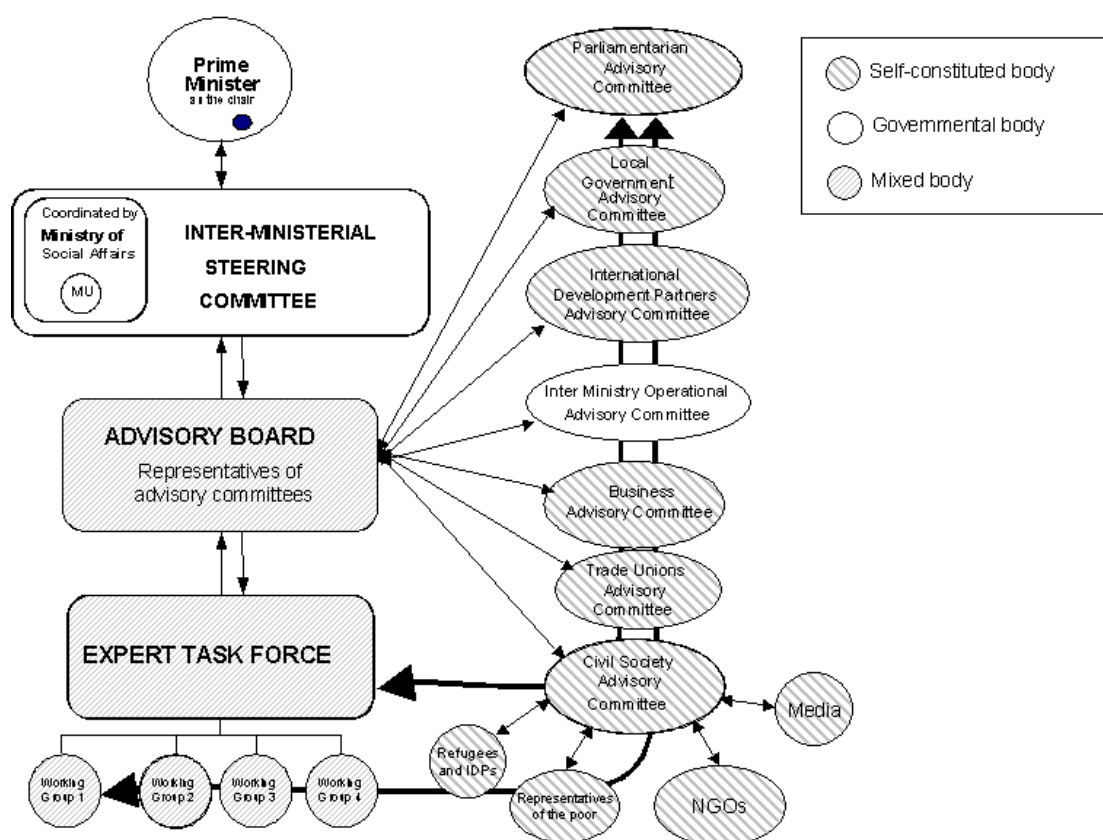 Prime
Minister
as the chair
Coordinated by
Ministry of
Social Affairs
MU
INTER-MINISTERIAL
STEERING
COMMITTEE
ADVISORY BOARD
Representatives of
advisory committees
EXPERT TASK FORCE
Working
Group 1
Working
Group 2
Working
Group 3
Working
Group 4
Parliamentarian
Advisory
Committee
Local
Government
Advisory
Committee
International
Development Partners
Advisory Committee
Inter Ministry Operational
Advisory Committee
Business
Advisory Committee
Trade Unions
Advisory
Committee
Civil Society
Advisory
Committee
Refugees
and IDPs
Representatives
of the poor
NGOs
Media
Self-constituted body
Governmental body
Mixed body